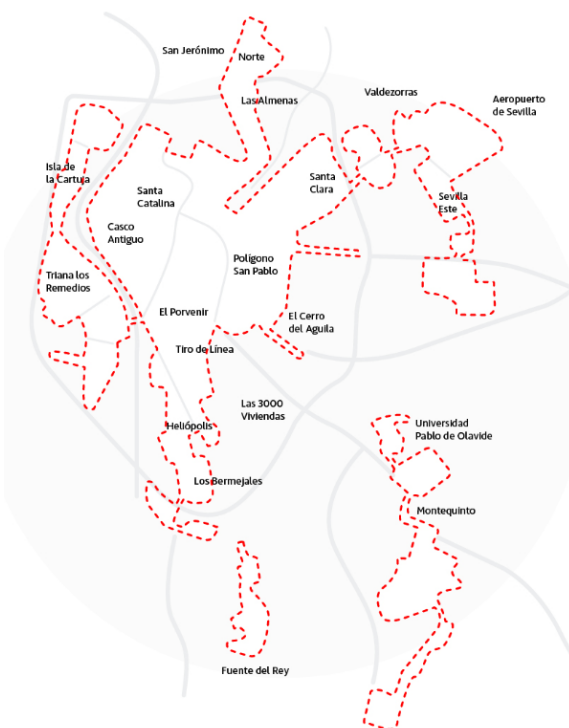 San Jerónimo
Norte
Valdezorras
Las Almenas
Aeropuerto
de Sevilla
Isla de
la Cartuja
Santa
Catalina
Santa
Clara
Sevilla
Este
Casco
Antiguo
Polígono
San Pablo
Triana los
Remedios
El Porvenir
El Cerro
del Aguila
Tiro de Línea
Las 3000
Viviendas
Heliópolis
Universidad
Pablo de Olavide
Los Bermejales
Montequinto
Fuente del Rey